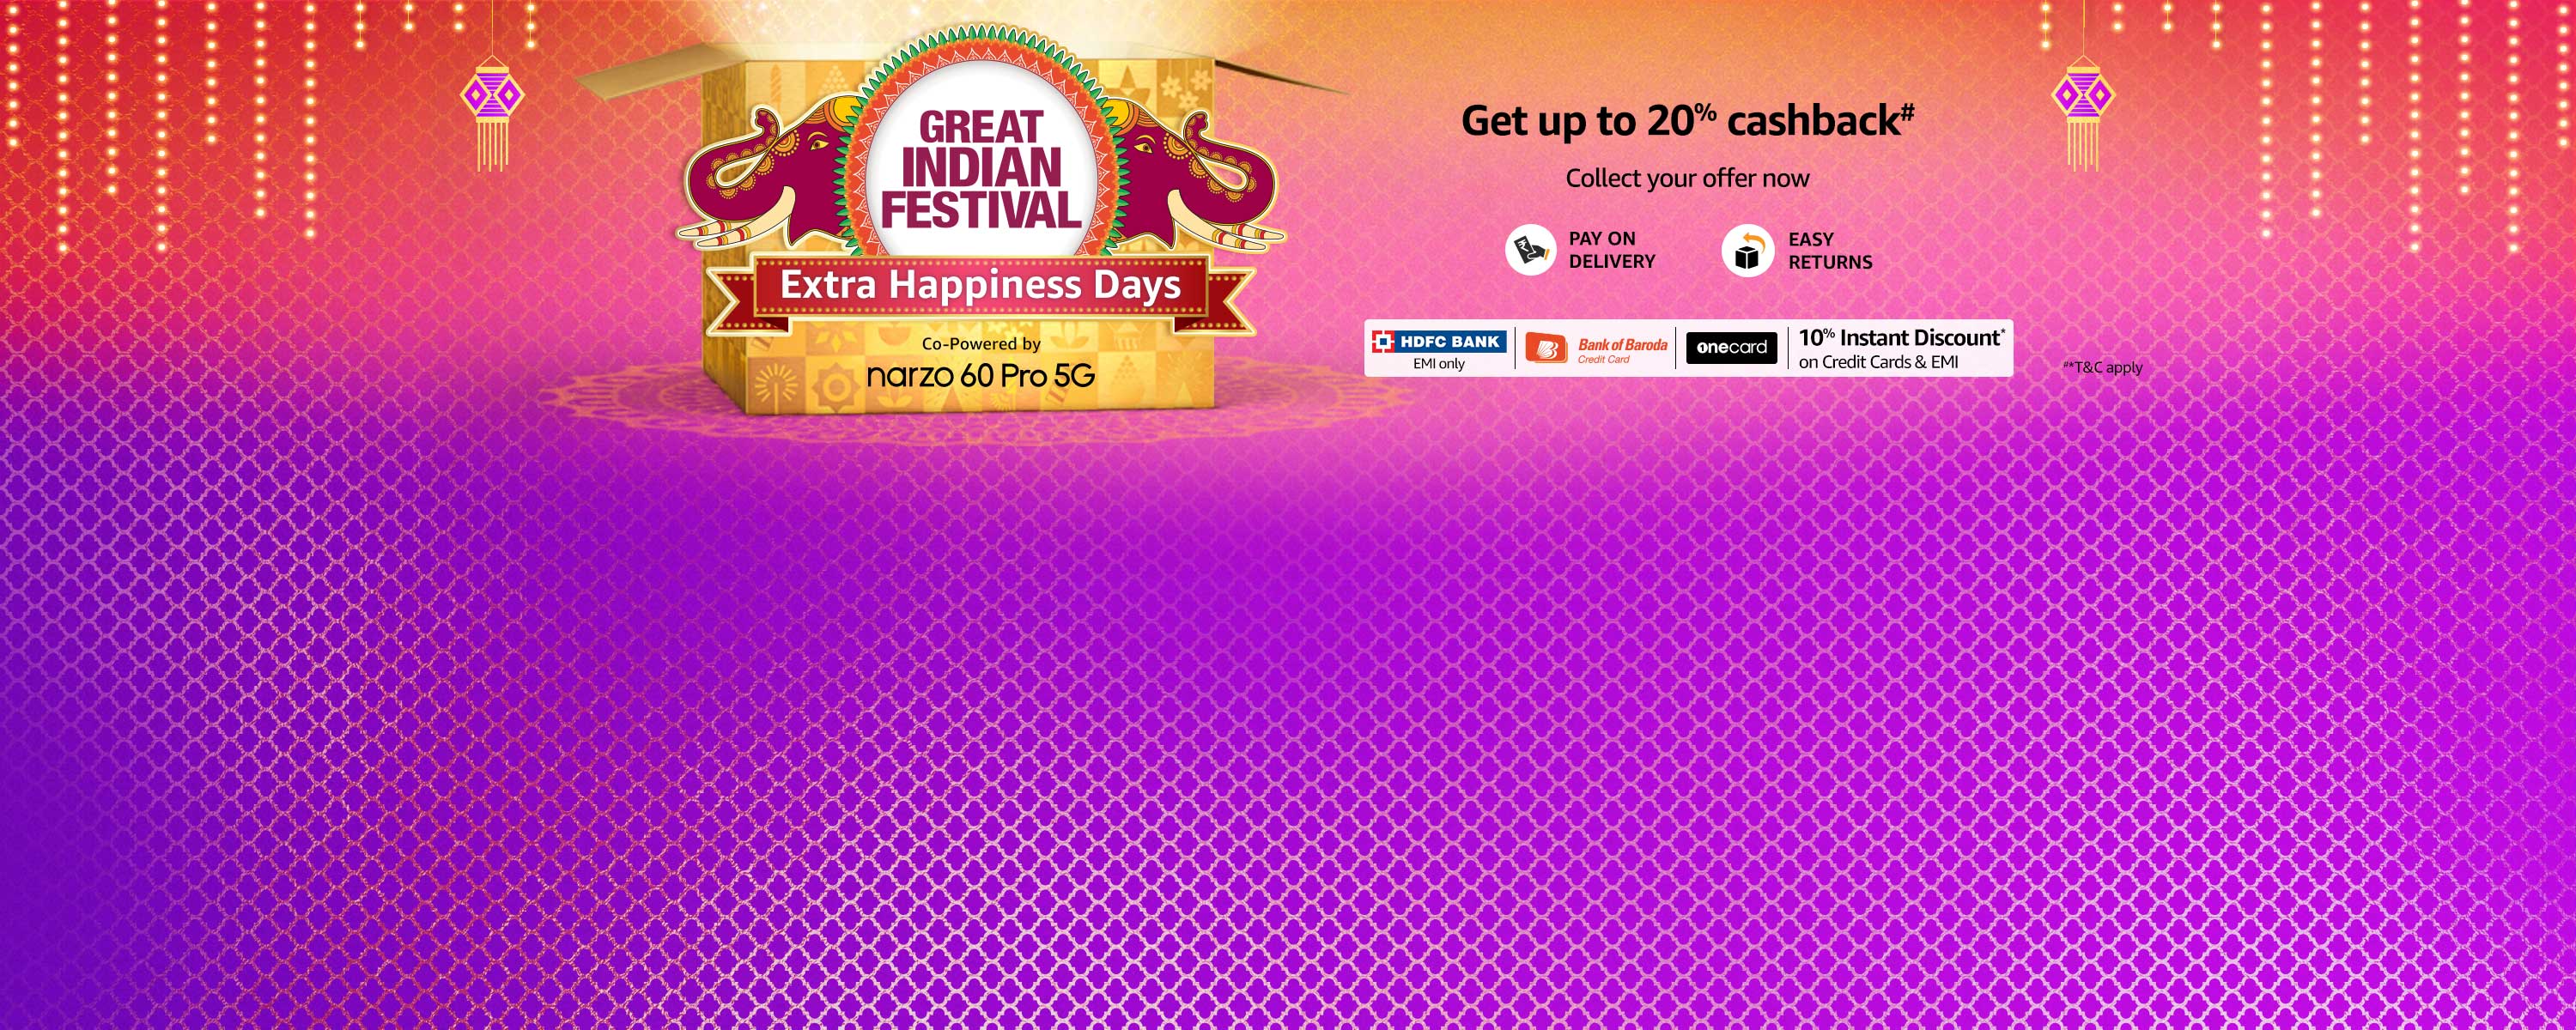 GREAT
INDIAN
FESTIVAL
Extra Happiness Days
Co-Powered by
narzo 60 Pro 5G
Get up to 20% cashback#
Collect your offer now
PAY ON
DELIVERY
EASY
RETURNS
HDFC BANK
EMI only
Bank of Baroda
Credit Card
onecard
10% Instant Discount*
on Credit Cards & EMI
#*T&C apply